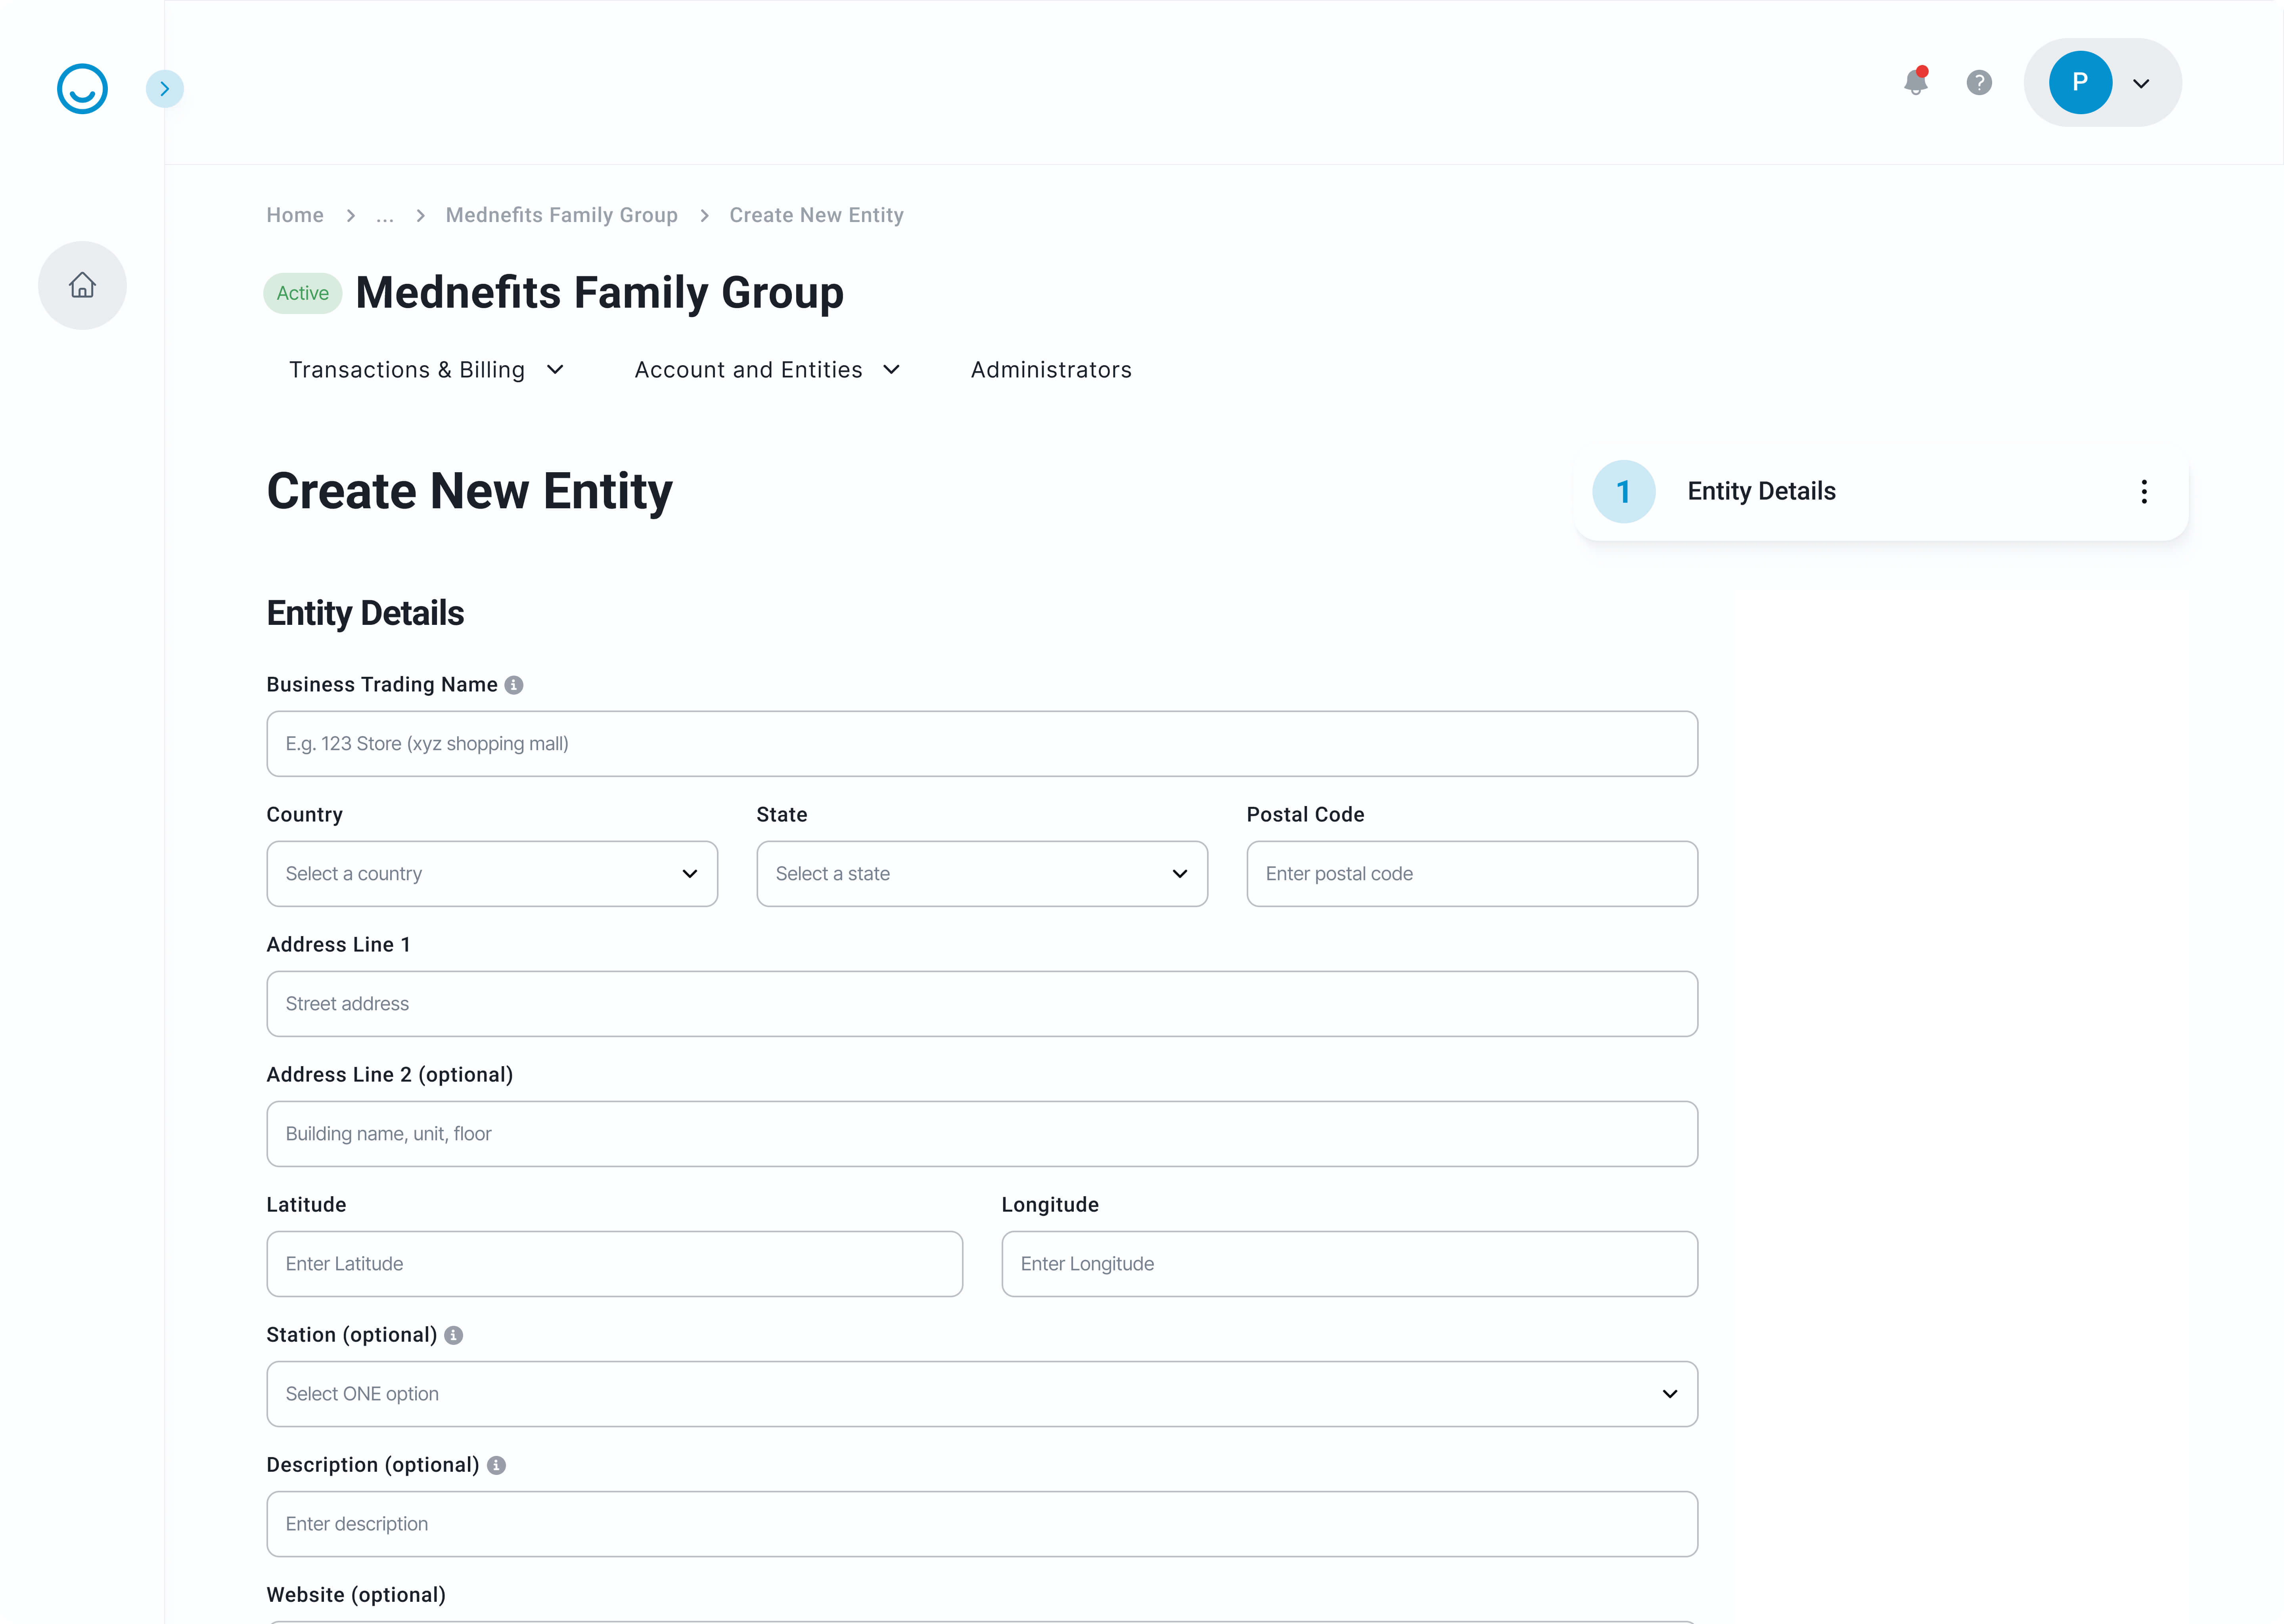 P
Home > ... > Mednefits Family Group > Create New Entity
Active Mednefits Family Group
Transactions & Billing Account and Entities Administrators
Create New Entity
1 Entity Details
Entity Details
Business Trading Name
E.g. 123 Store (xyz shopping mall)
Country State Postal Code
Select a country Select a state Enter postal code
Address Line 1
Street address
Address Line 2 (optional)
Building name, unit, floor
Latitude Longitude
Enter Latitude Enter Longitude
Station (optional)
Select ONE option
Description (optional)
Enter description
Website (optional)